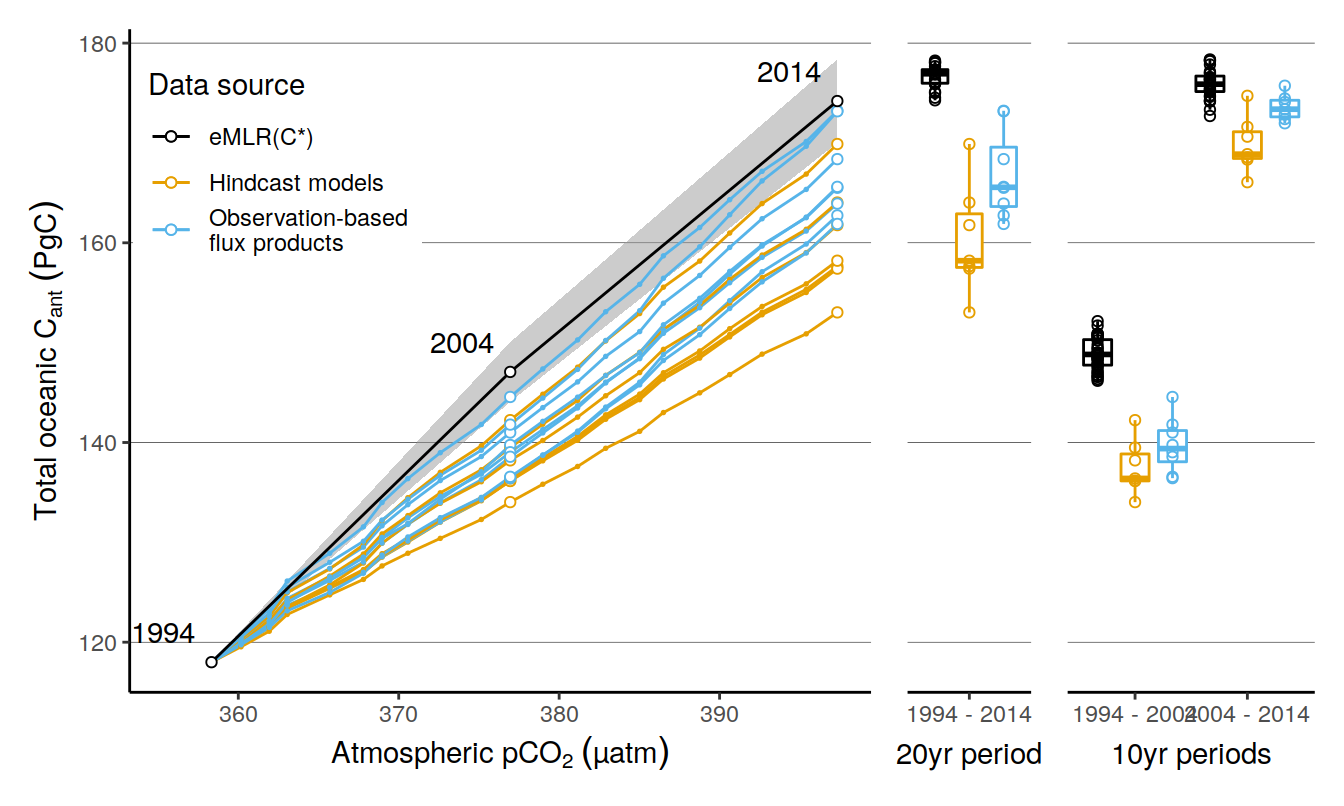 180
160
140
120
Total oceanic Cant (PgC)
Data source
eMLR(C*)
Hindcast models
Observation-based
flux products
1994
2004
2014
360
370
380
390
Atmospheric pCO2 (µatm)
1994 - 2014
20yr period
1994 - 2004
2004 - 2014
10yr periods